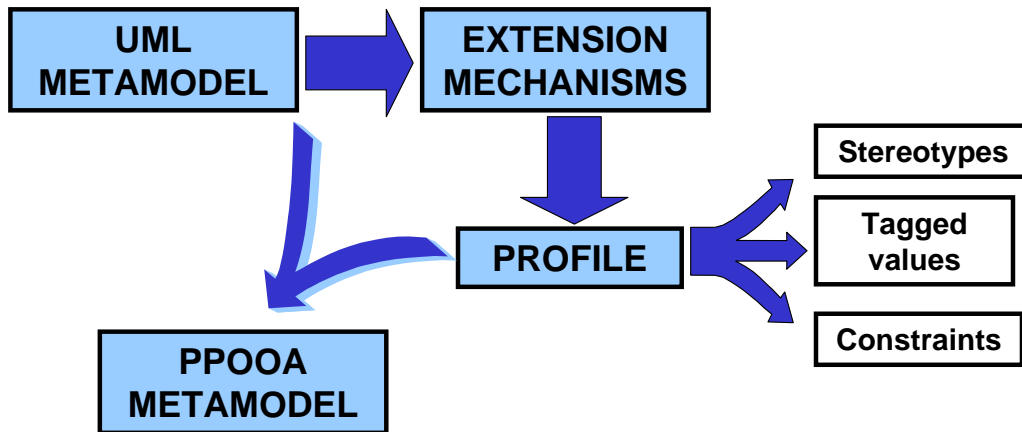 UML
METAMODEL
EXTENSION
MECHANISMS
Stereotypes
Tagged
values
PROFILE
Constraints
PPOOA
METAMODEL